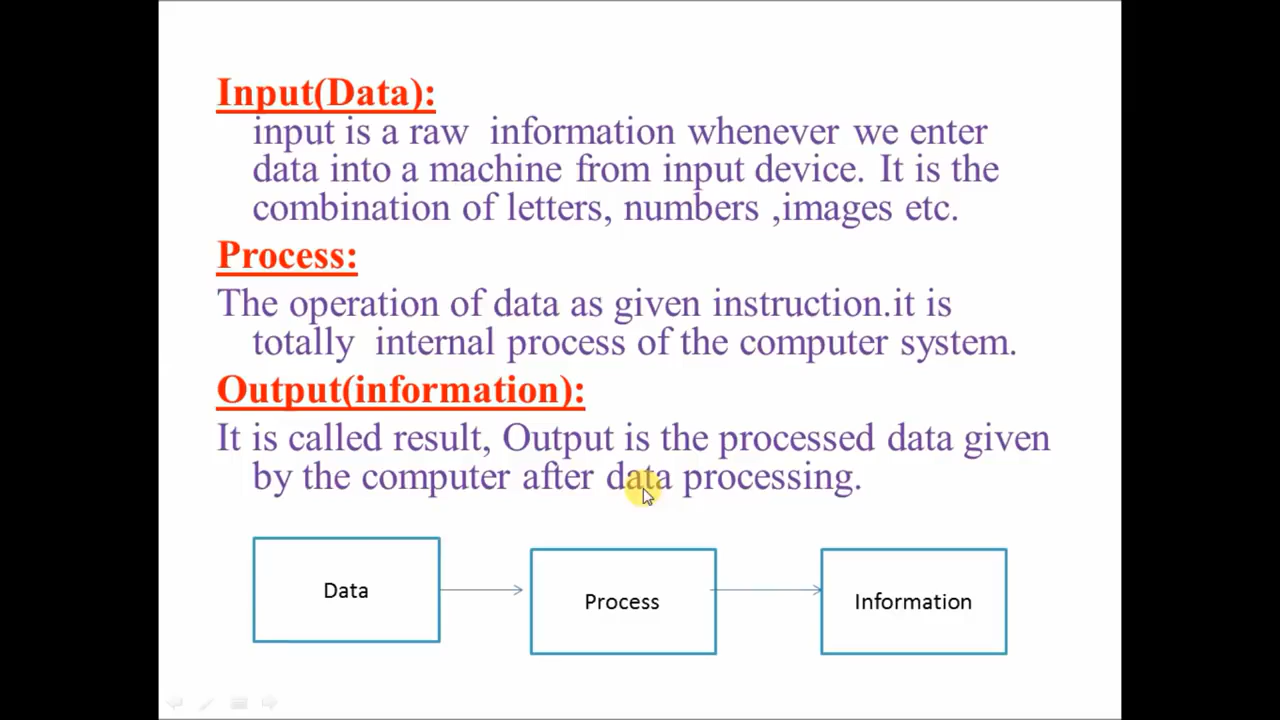 Input(Data):
input is a raw  information whenever we enter
data into a machine from input device. It is the
combination of letters, numbers ,images etc.
Process:
The operation of data as given instruction.it is
totally  internal process of the computer system.
Output(information):
It is called result, Output is the processed data given
by the computer after data processing.
Data
Process
Information